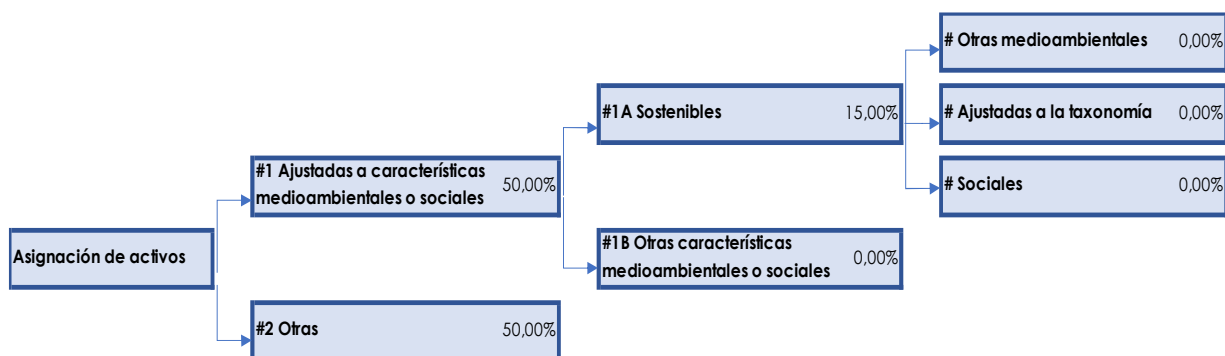 # Otras medioambientales 0,00%
#1A Sostenibles 15,00%
# Ajustadas a la taxonomía 0,00%
#1 Ajustadas a características
medioambientales o sociales 50,00%
# Sociales 0,00%
Asignación de activos
#1B Otras características
medioambientales o sociales 0,00%
#2 Otras 50,00%